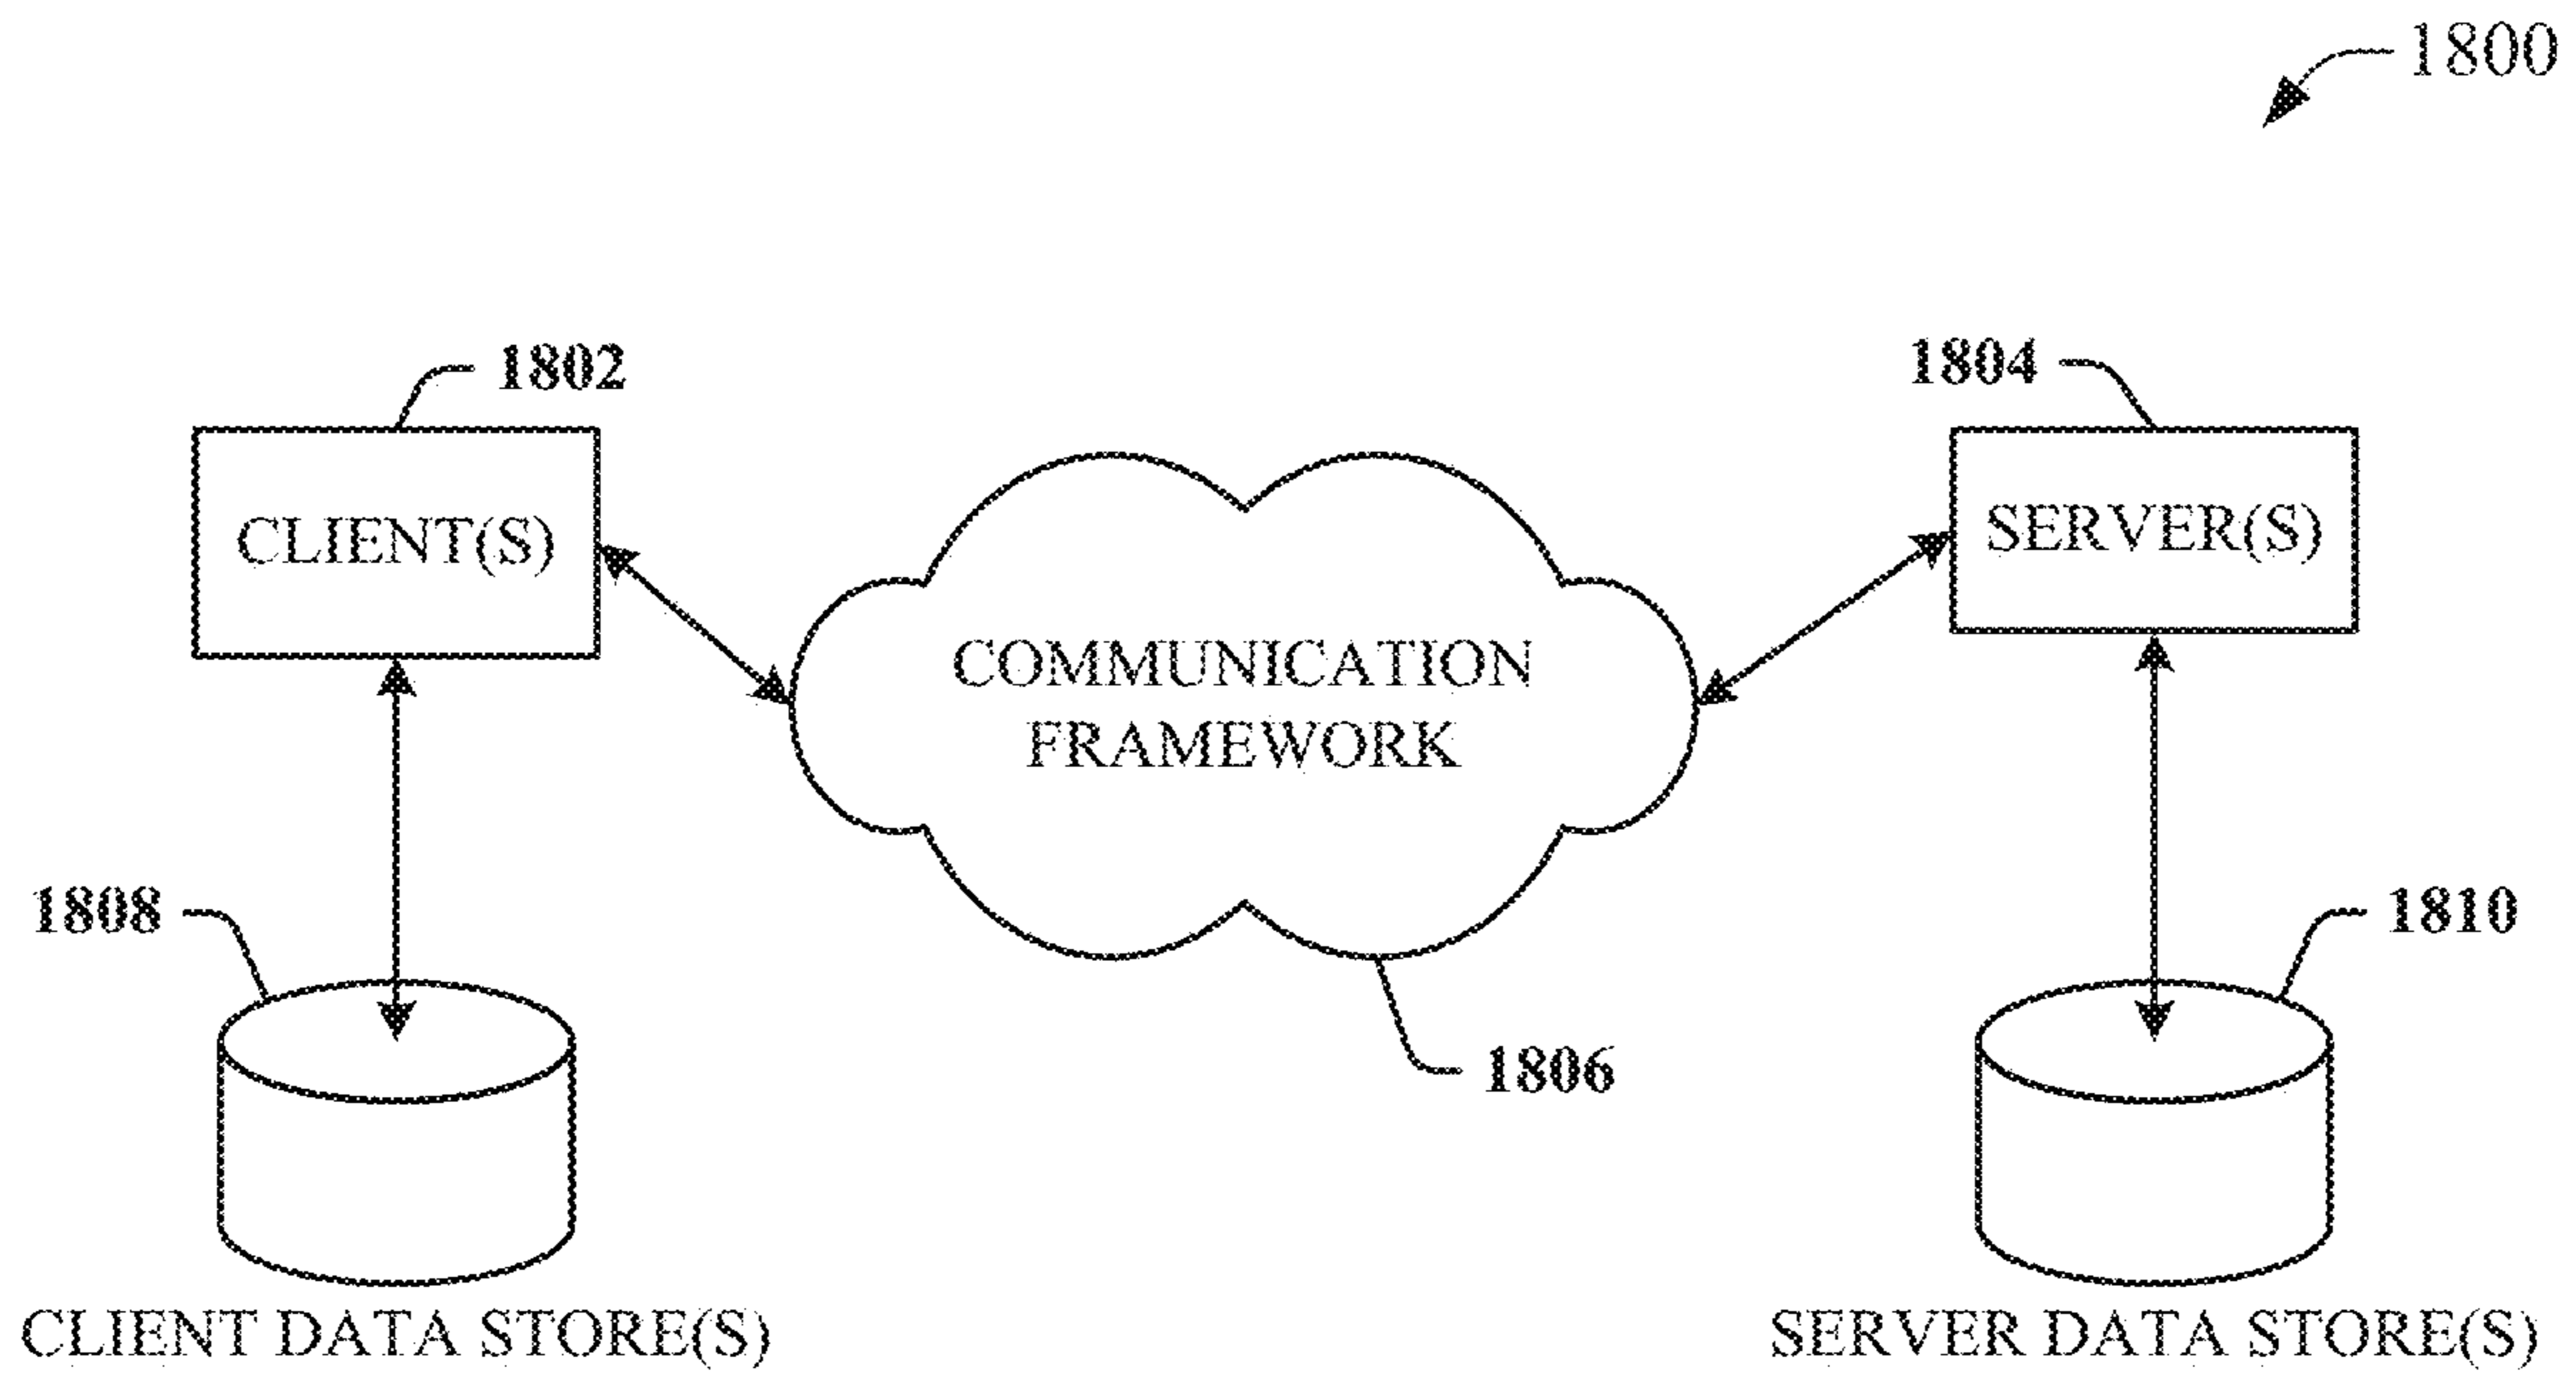 1800
1802
1804
CLIENT(S)
SERVER(S)
COMMUNICATION
FRAMEWORK
1808
1810
1806
CLIENT DATA STORE(S)
SERVER DATA STORE(S)